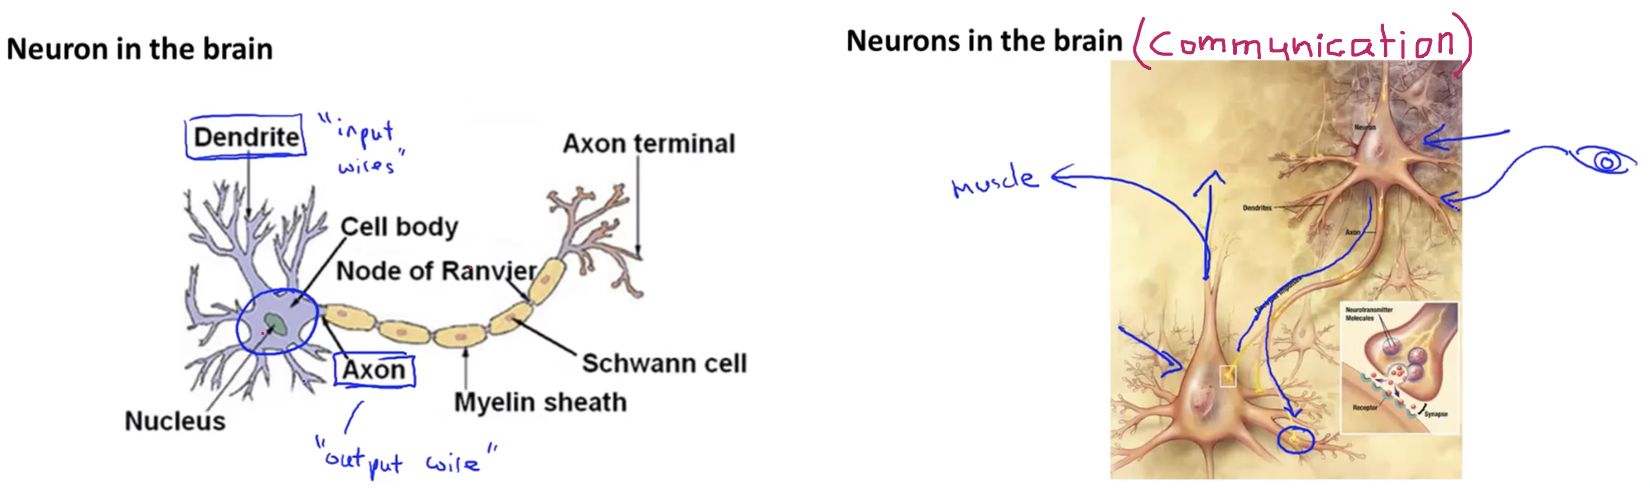 Neuron in the brain
Dendrite
"input
wires"
Axon terminal
Cell body
Node of Ranvier
Axon
Schwann cell
Myelin sheath
Nucleus
"output wire"
Neurons in the brain (Communication)
Neuron
muscle
Dendrites
Axon
Neurotransmitter
Molecules
Receptor
Synapse